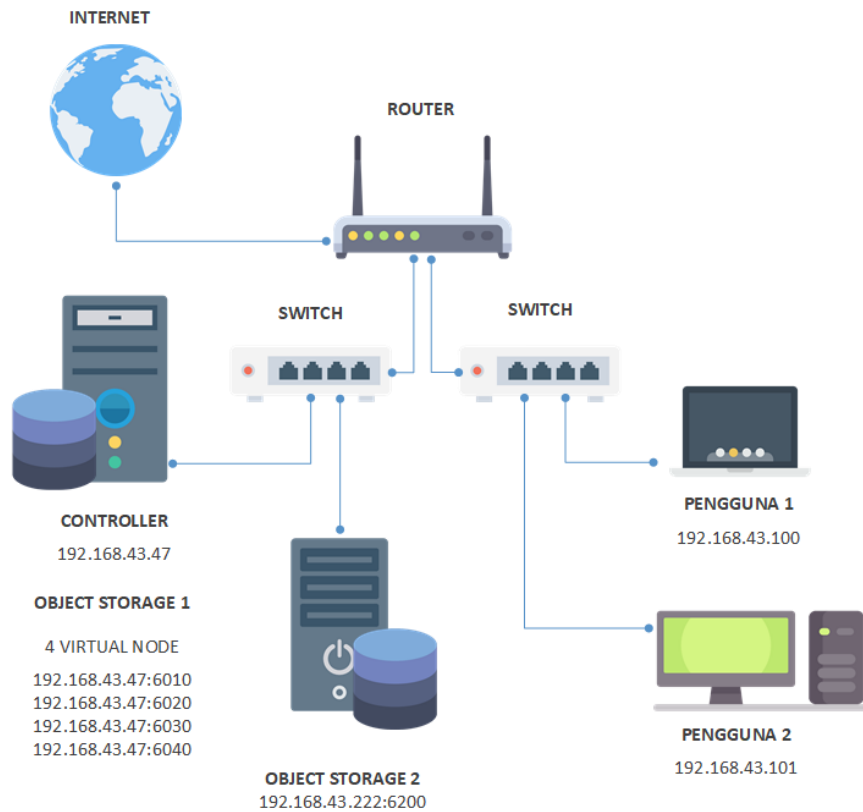 INTERNET
ROUTER
SWITCH
SWITCH
CONTROLLER
192.168.43.47
OBJECT STORAGE 1
4 VIRTUAL NODE
192.168.43.47:6010
192.168.43.47:6020
192.168.43.47:6030
192.168.43.47:6040
OBJECT STORAGE 2
192.168.43.222:6200
PENGGUNA 1
192.168.43.100
PENGGUNA 2
192.168.43.101